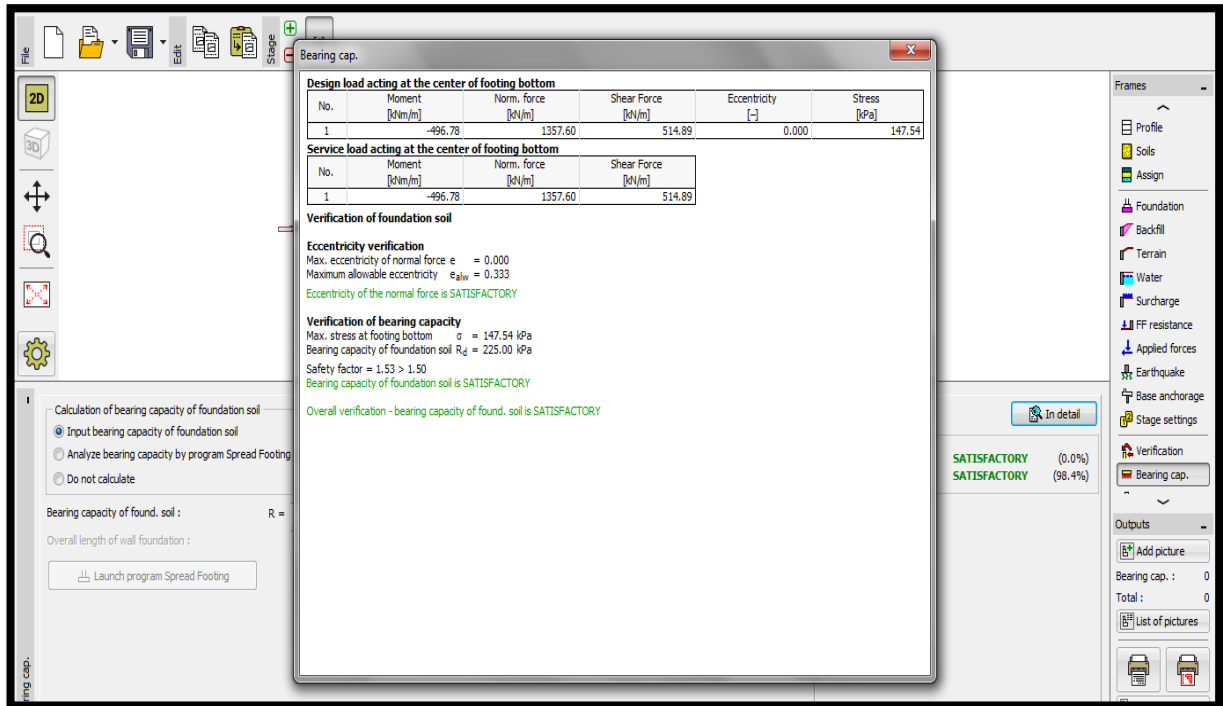 File
Edit
Stage
Bearing cap.
X
2D
3D
Design load acting at the center of footing bottom
No. Moment Norm. force Shear Force Eccentricity Stress
[kNm/m] [kN/m] [kN/m] [–] [kPa]
1 -496.78 1357.60 514.89 0.000 147.54
Service load acting at the center of footing bottom
No. Moment Norm. force Shear Force
[kNm/m] [kN/m] [kN/m]
1 -496.78 1357.60 514.89
Verification of foundation soil
Eccentricity verification
Max. eccentricity of normal force e = 0.000
Maximum allowable eccentricity e_alw = 0.333
Eccentricity of the normal force is SATISFACTORY
Verification of bearing capacity
Max. stress at footing bottom σ = 147.54 kPa
Bearing capacity of foundation soil R_d = 225.00 kPa
Safety factor = 1.53 > 1.50
Bearing capacity of foundation soil is SATISFACTORY
Overall verification - bearing capacity of found. soil is SATISFACTORY
Calculation of bearing capacity of foundation soil
Input bearing capacity of foundation soil
Analyze bearing capacity by program Spread Footing
Do not calculate
Bearing capacity of found. soil : R =
Overall length of wall foundation :
Launch program Spread Footing
In detail
SATISFACTORY (0.0%)
SATISFACTORY (98.4%)
Frames
Profile
Soils
Assign
Foundation
Backfill
Terrain
Water
Surcharge
FF resistance
Applied forces
Earthquake
Base anchorage
Stage settings
Verification
Bearing cap.
Outputs
Add picture
Bearing cap. : 0
Total : 0
List of pictures